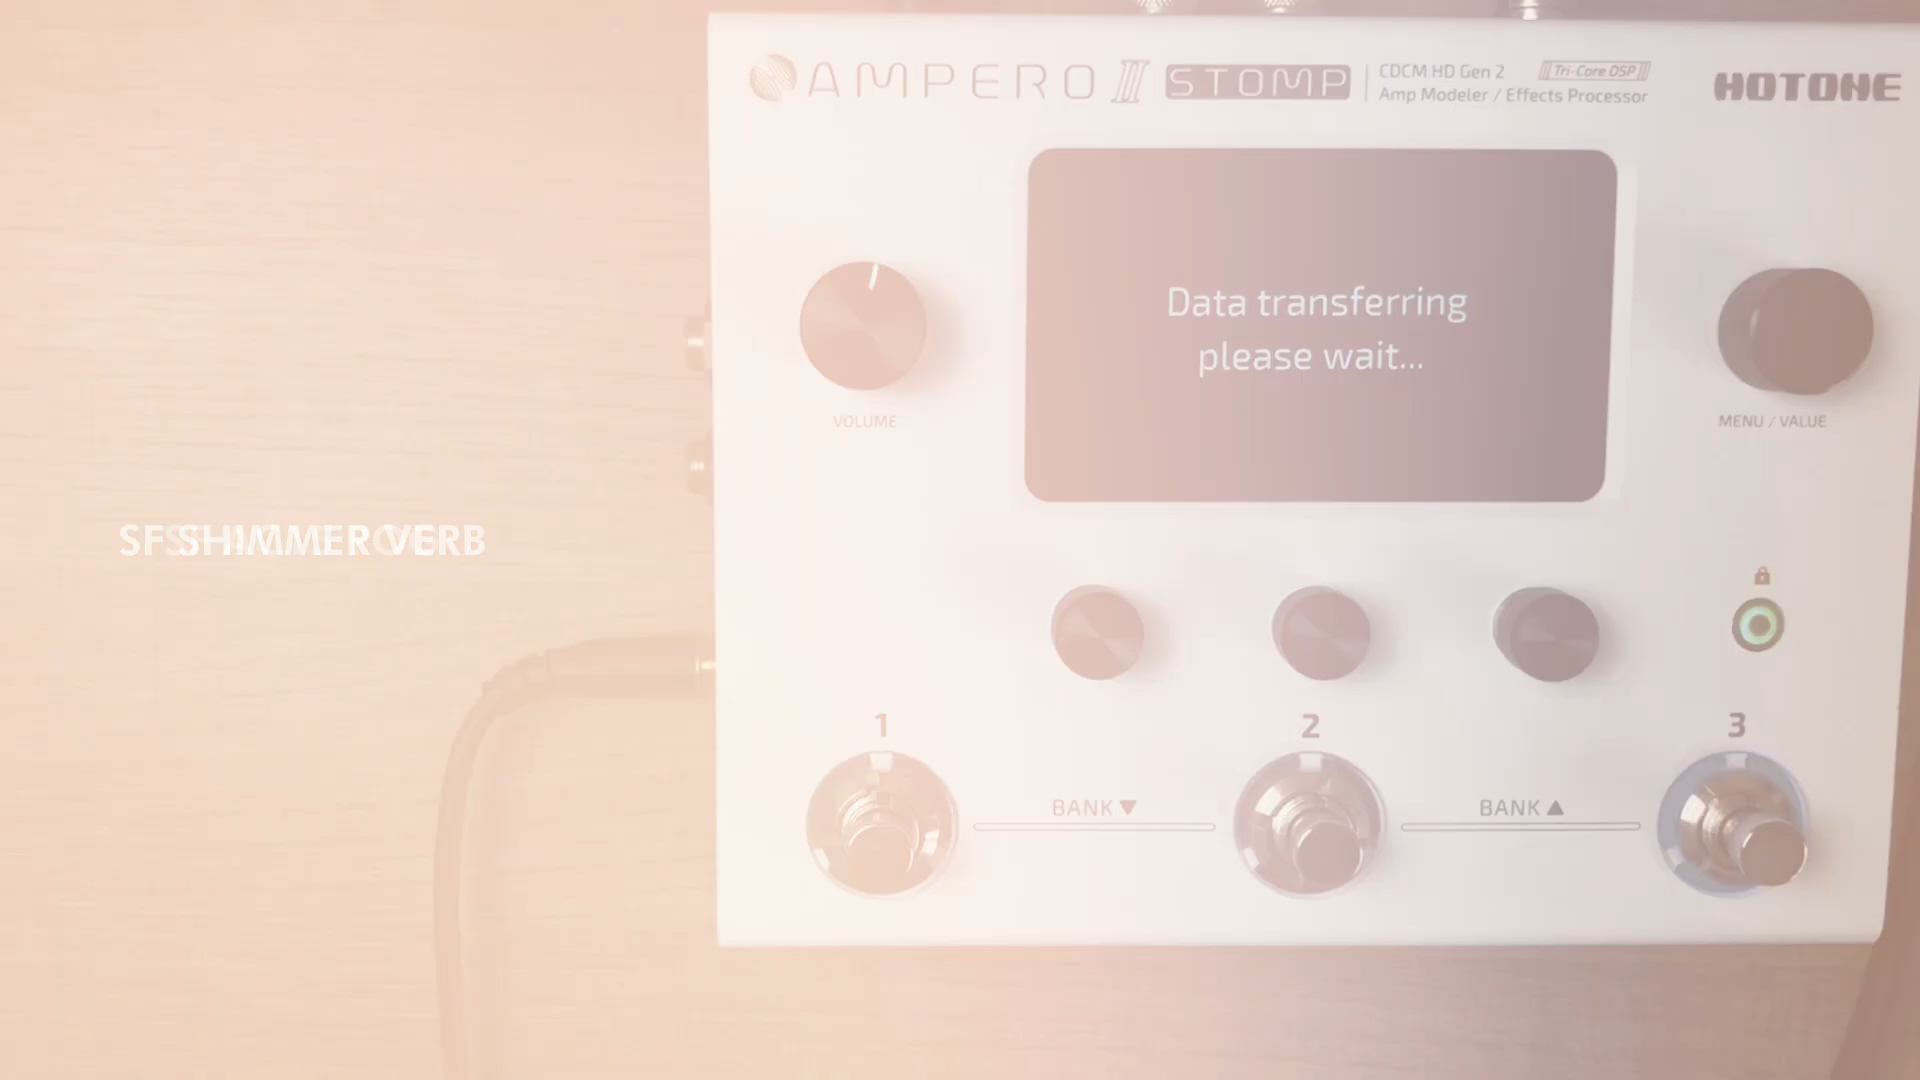 AMPERO II STOMP
CDCM HD Gen 2
Tri-Core DSP
Amp Modeler / Effects Processor
HOTONE
Data transferring
please wait...
VOLUME
MENU / VALUE
SHIMMER VERB
1
2
3
BANK ▼
BANK ▲